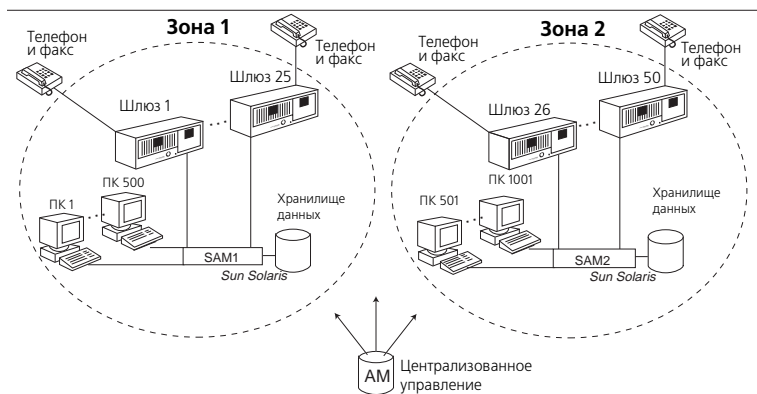 Зона 1
Телефон
и факс
Телефон
и факс
Шлюз 1
Шлюз 25
ПК 1
ПК 500
Хранилище
данных
SAM1
Sun Solaris
Зона 2
Телефон
и факс
Телефон
и факс
Шлюз 26
Шлюз 50
ПК 501
ПК 1001
Хранилище
данных
SAM2
Sun Solaris
AM
Централизованное
управление